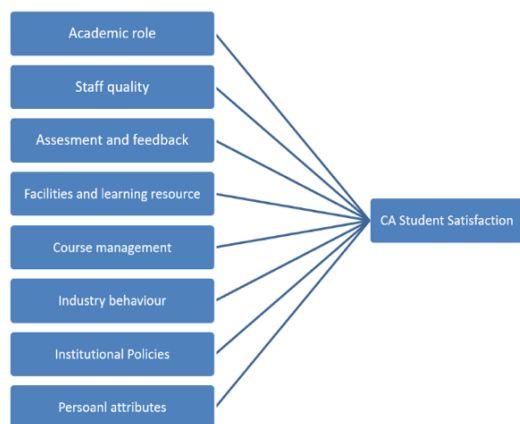 Academic role
Staff quality
Assesment and feedback
Facilities and learning resource
CA Student Satisfaction
Course management
Industry behaviour
Institutional Policies
Persoanl attributes